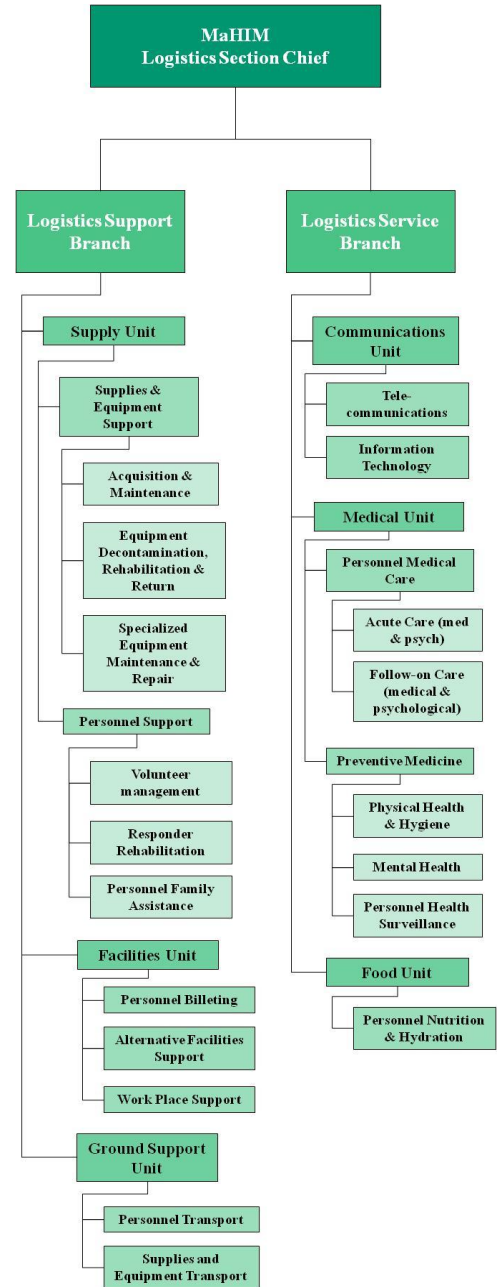 MaHIM
Logistics Section Chief
Logistics Support
Branch
Supply Unit
Supplies &
Equipment
Support
Acquisition &
Maintenance
Equipment
Decontamination,
Rehabilitation &
Return
Specialized
Equipment
Maintenance &
Repair
Personnel Support
Volunteer
management
Responder
Rehabilitation
Personnel Family
Assistance
Facilities Unit
Personnel Billeting
Alternative Facilities
Support
Work Place Support
Ground Support
Unit
Personnel Transport
Supplies and
Equipment Transport
Logistics Service
Branch
Communications
Unit
Tele-
communications
Information
Technology
Medical Unit
Personnel Medical
Care
Acute Care (med
& psych)
Follow-on Care
(medical &
psychological)
Preventive Medicine
Physical Health
& Hygiene
Mental Health
Personnel Health
Surveillance
Food Unit
Personnel Nutrition
& Hydration